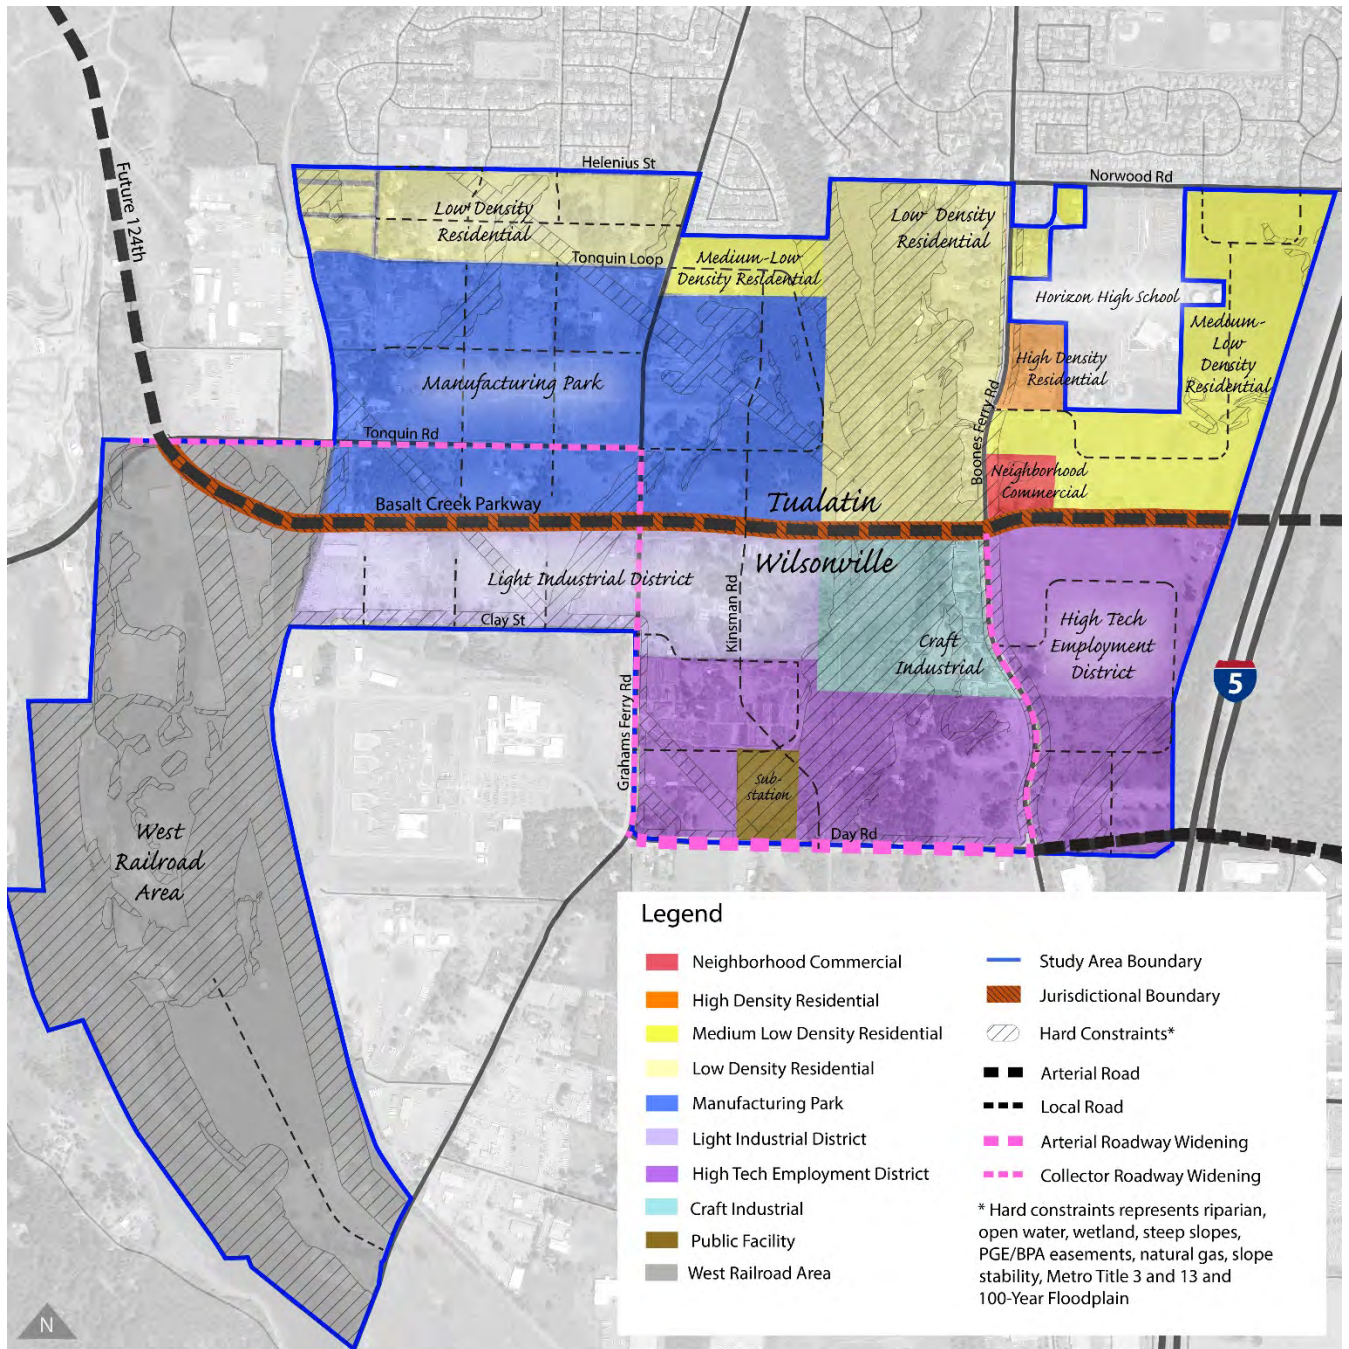 Helenius St
Norwood Rd
Future 124th
Low Density
Residential
Low Density
Residential
Tonquin Loop
Medium-Low
Density Residential
Horizon High School
Medium-
Low
Density
Residential
High Density
Residential
Manufacturing Park
Boones Ferry Rd
Tonquin Rd
Neighborhood
Commercial
Basalt Creek Parkway
Tualatin
Wilsonville
Light Industrial District
Kinsman Rd
Clay St
High Tech
Employment
District
Craft
Industrial
5
Grahams Ferry Rd
Sub-
station
Day Rd
West
Railroad
Area
Legend
Neighborhood Commercial
High Density Residential
Medium Low Density Residential
Low Density Residential
Manufacturing Park
Light Industrial District
High Tech Employment District
Craft Industrial
Public Facility
West Railroad Area
Study Area Boundary
Jurisdictional Boundary
Hard Constraints*
Arterial Road
Local Road
Arterial Roadway Widening
Collector Roadway Widening
* Hard constraints represents riparian,
open water, wetland, steep slopes,
PGE/BPA easements, natural gas, slope
stability, Metro Title 3 and 13 and
100-Year Floodplain
N